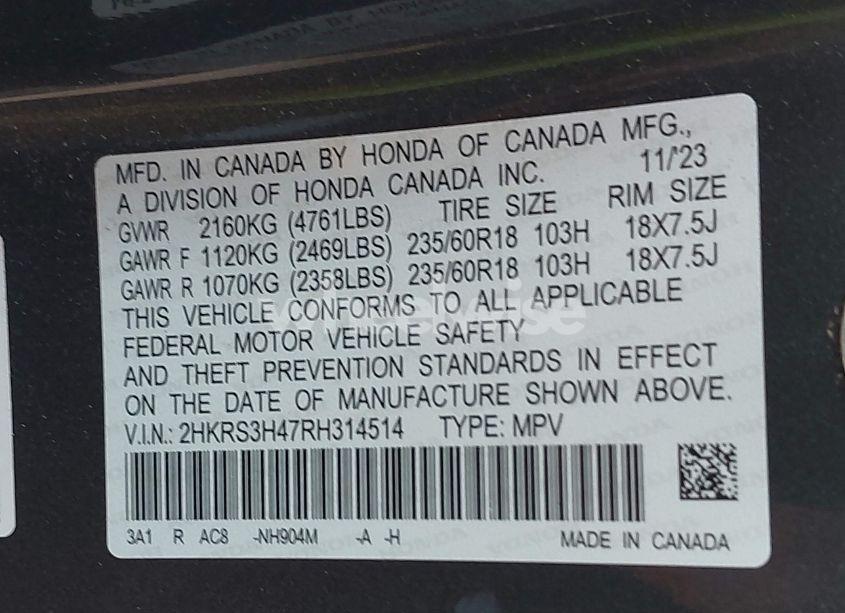 MFD. IN CANADA BY HONDA OF CANADA MFG.,
A DIVISION OF HONDA CANADA INC. 11/'23
GVWR 2160KG (4761LBS) TIRE SIZE RIM SIZE
GAWR F 1120KG (2469LBS) 235/60R18 103H 18X7.5J
GAWR R 1070KG (2358LBS) 235/60R18 103H 18X7.5J
THIS VEHICLE CONFORMS TO ALL APPLICABLE
FEDERAL MOTOR VEHICLE SAFETY
AND THEFT PREVENTION STANDARDS IN EFFECT
ON THE DATE OF MANUFACTURE SHOWN ABOVE.
V.I.N.: 2HKRS3H47RH314514 TYPE: MPV
3A1 R AC8 -NH904M -A -H MADE IN CANADA